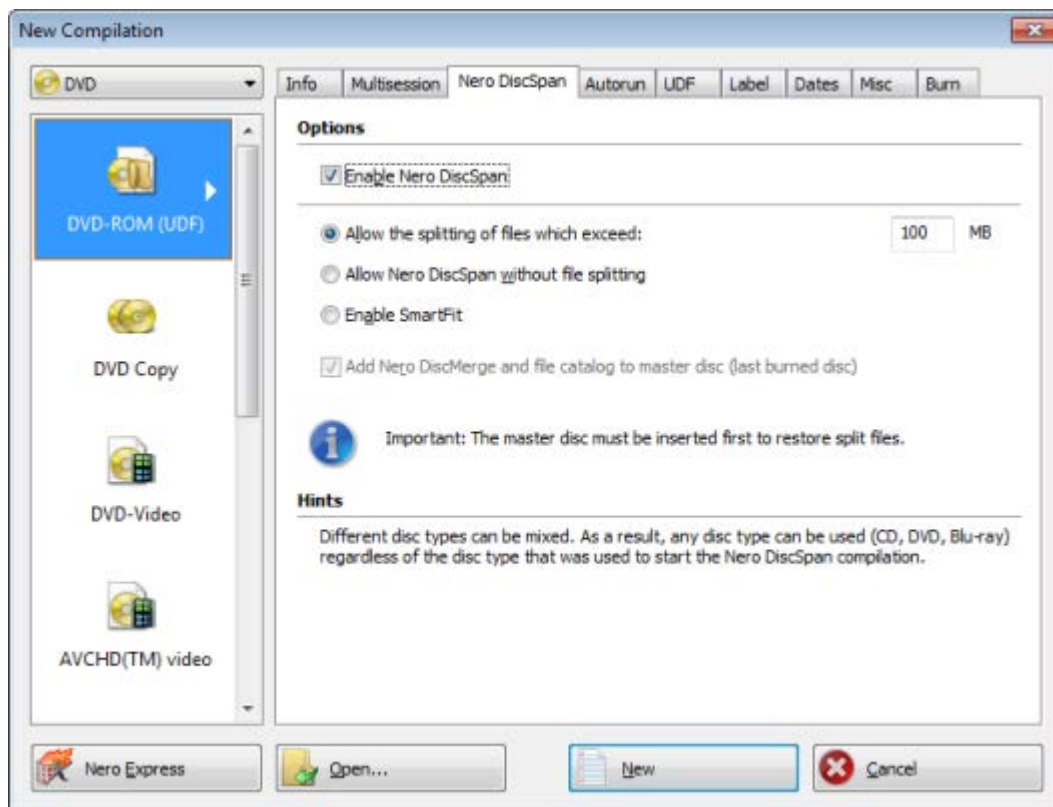 New Compilation
DVD
DVD-ROM (UDF)
DVD Copy
DVD-Video
AVCHD(TM) video
Info Multisession Nero DiscSpan Autorun UDF Label Dates Misc Burn
Options
Enable Nero DiscSpan
Allow the splitting of files which exceed: 100 MB
Allow Nero DiscSpan without file splitting
Enable SmartFit
Add Nero DiscMerge and file catalog to master disc (last burned disc)
Important: The master disc must be inserted first to restore split files.
Hints
Different disc types can be mixed. As a result, any disc type can be used (CD, DVD, Blu-ray)
regardless of the disc type that was used to start the Nero DiscSpan compilation.
Nero Express Open... New Cancel